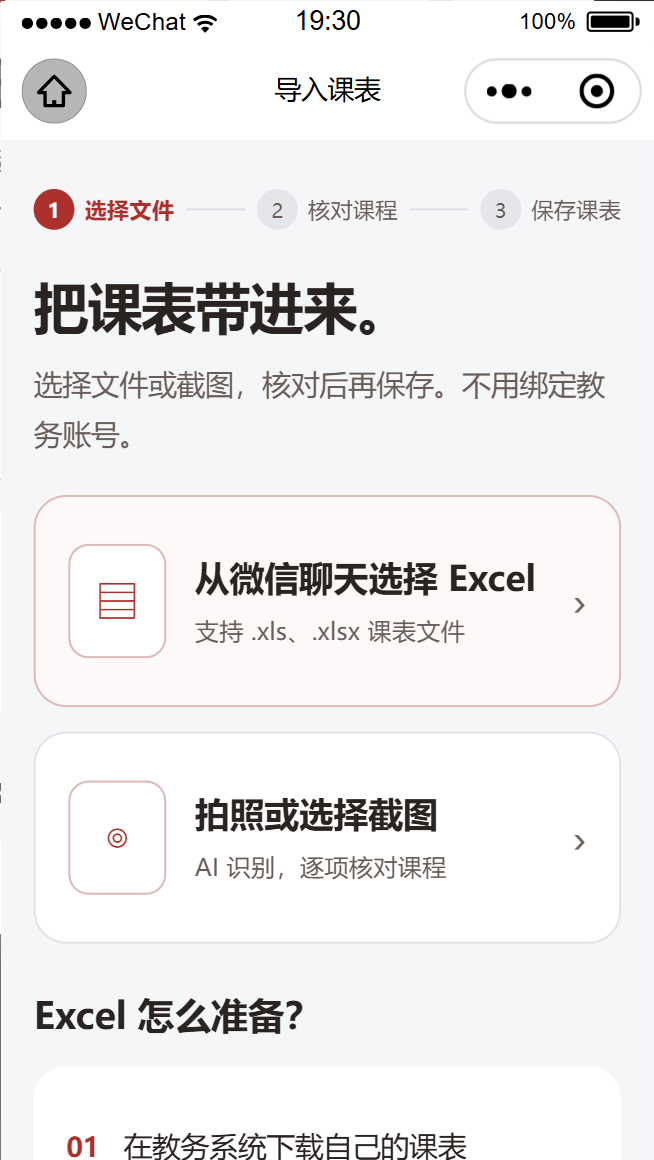 WeChat 19:30 100%
导入课表
1 选择文件 2 核对课程 3 保存课表
把课表带进来。
选择文件或截图，核对后再保存。不用绑定教
务账号。
从微信聊天选择 Excel
支持 .xls、.xlsx 课表文件
拍照或选择截图
AI 识别，逐项核对课程
Excel 怎么准备？
01 在教务系统下载自己的课表